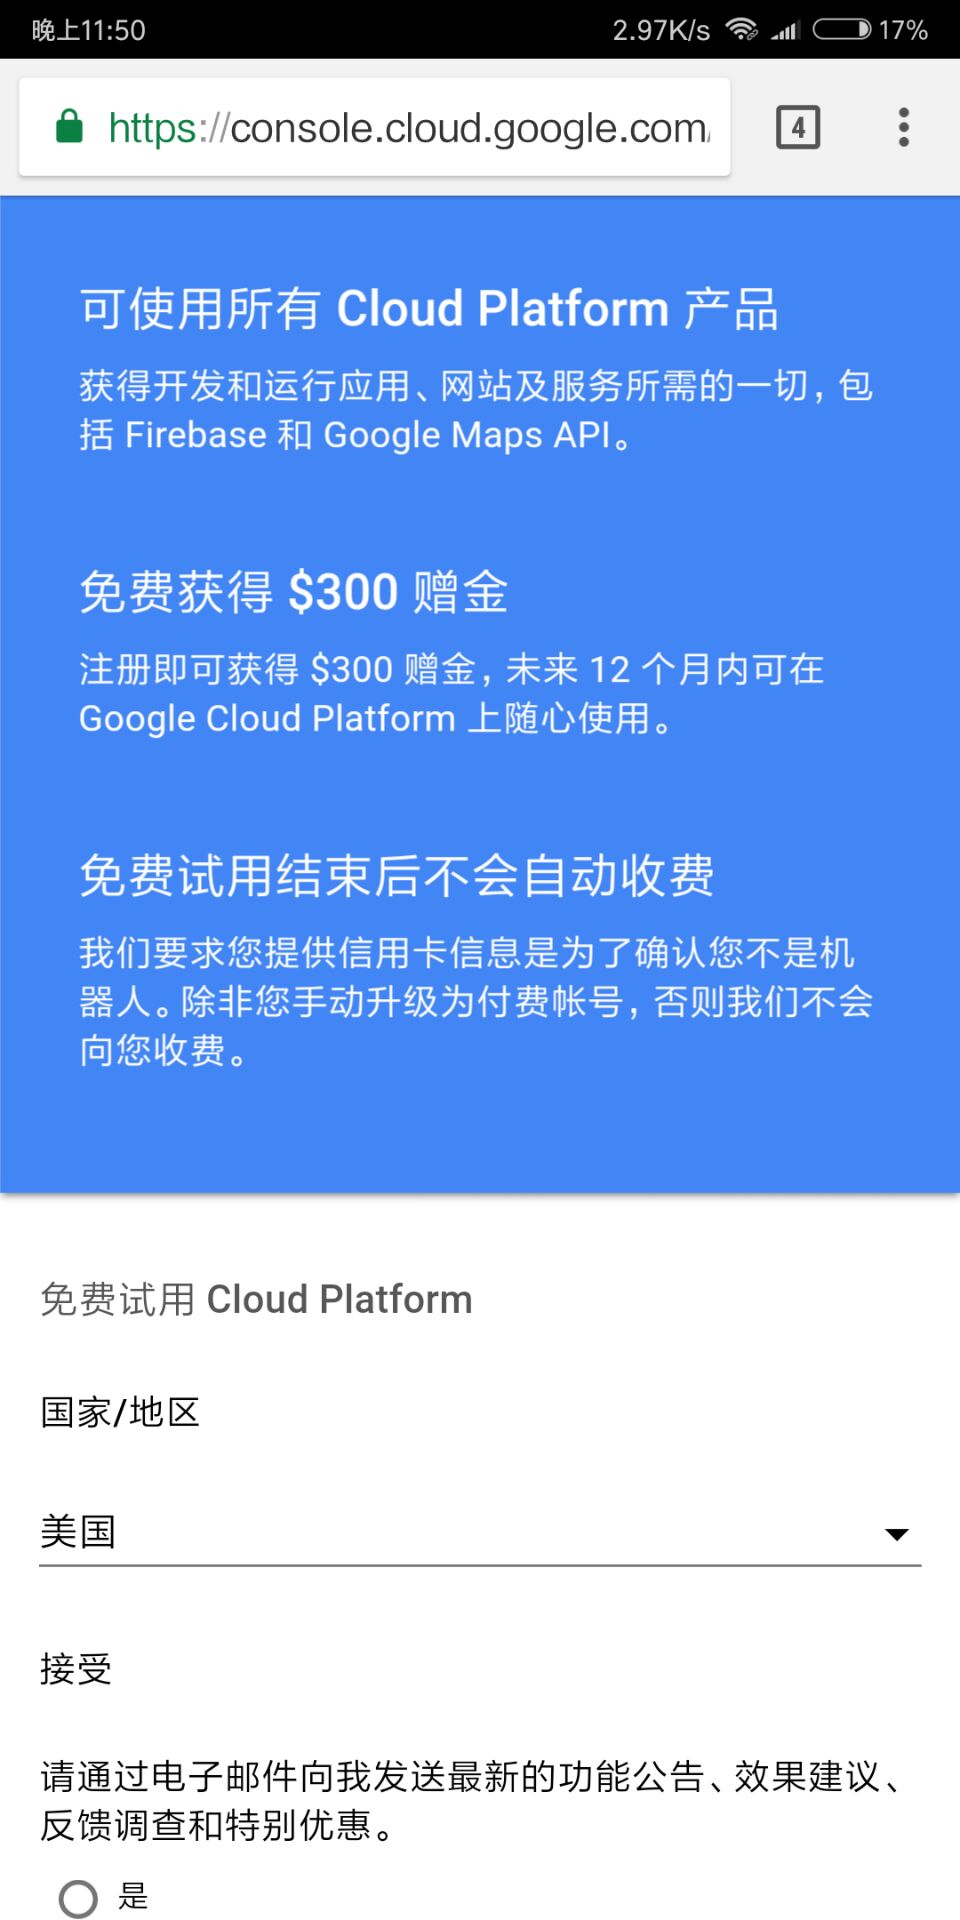 晚上11:50 2.97K/s 17%
https://console.cloud.google.com/ 4
可使用所有 Cloud Platform 产品
获得开发和运行应用、网站及服务所需的一切，包
括 Firebase 和 Google Maps API。
免费获得 $300 赠金
注册即可获得 $300 赠金，未来 12 个月内可在
Google Cloud Platform 上随心使用。
免费试用结束后不会自动收费
我们要求您提供信用卡信息是为了确认您不是机
器人。除非您手动升级为付费帐号，否则我们不会
向您收费。
免费试用 Cloud Platform
国家/地区
美国
接受
请通过电子邮件向我发送最新的功能公告、效果建议、
反馈调查和特别优惠。
是